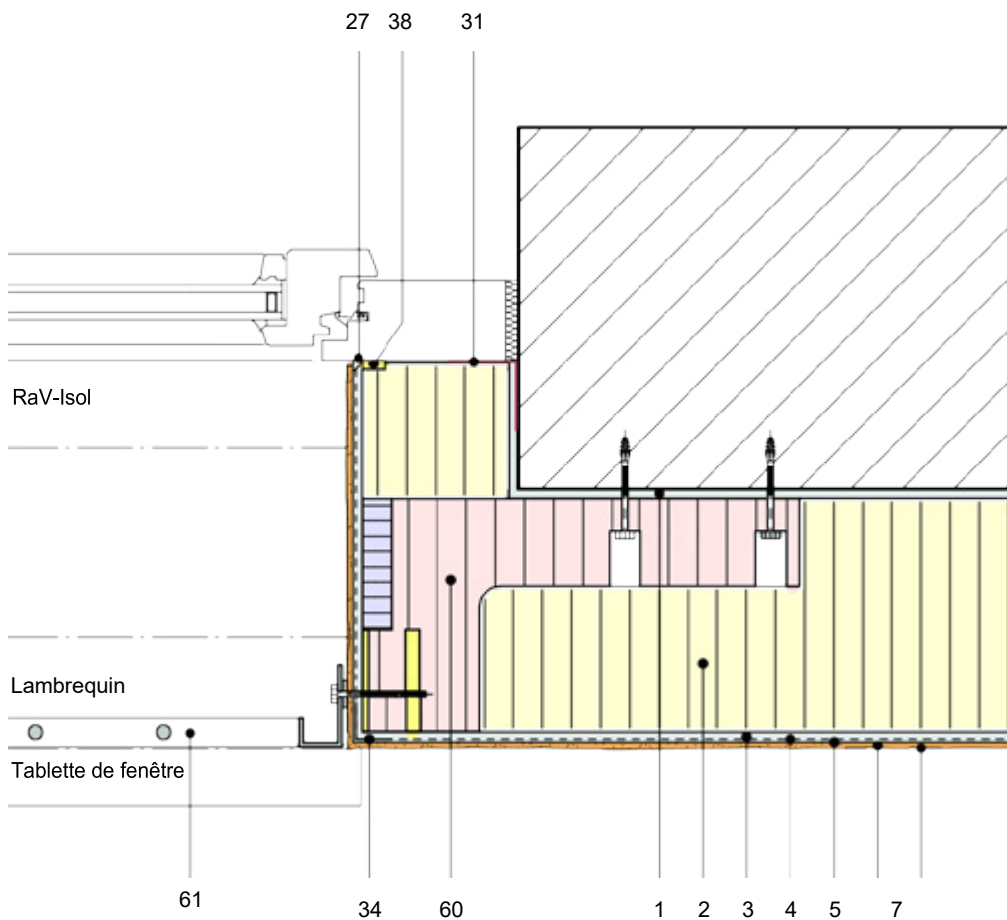 27 38 31
RaV-Isol
Lambrequin
Tablette de fenêtre
61 34 60 1 2 3 4 5 7